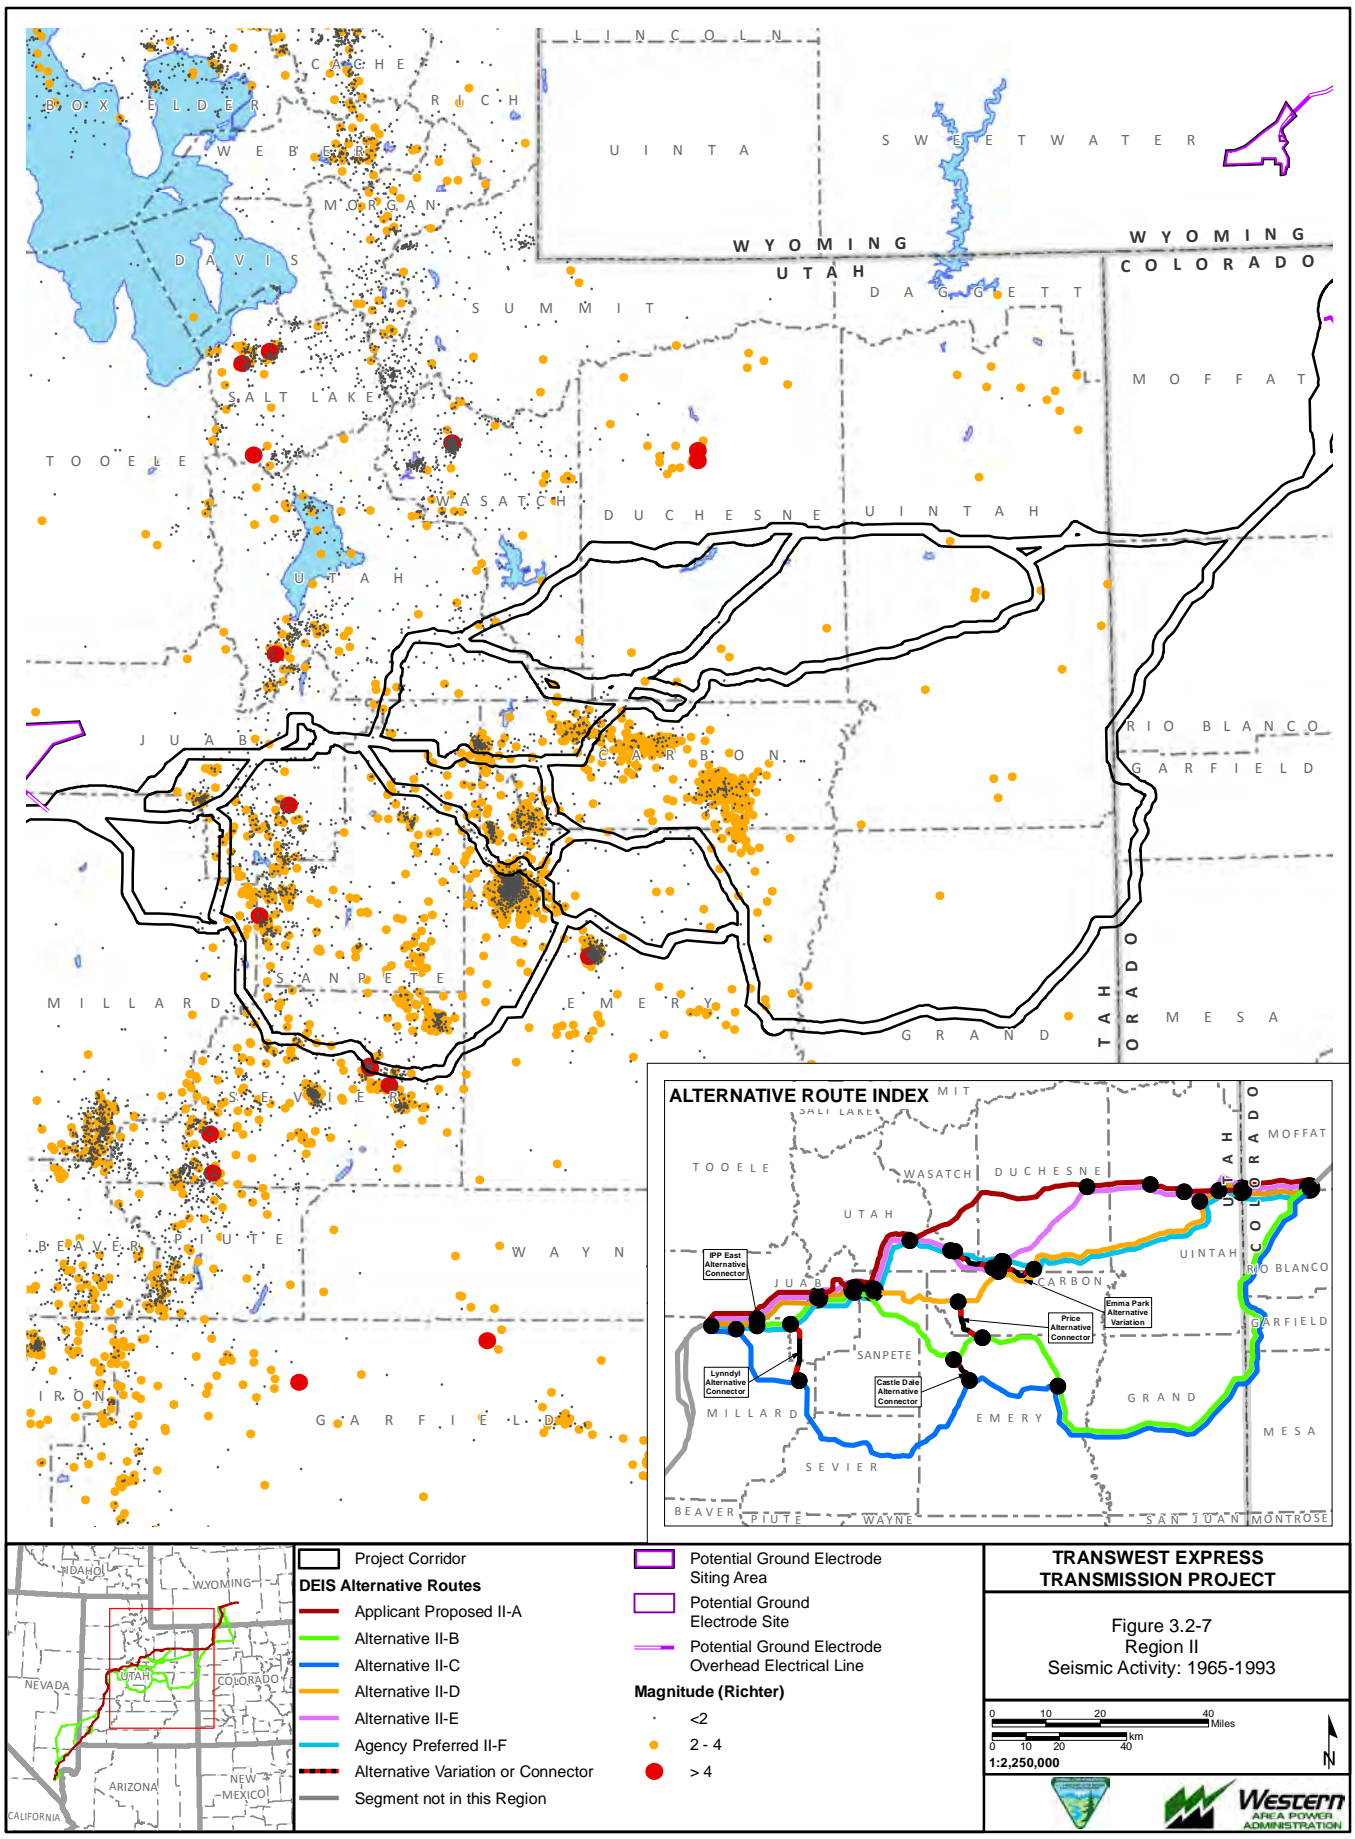 LINCOLN
CACHE
RICH
BOX ELDER
WEBER
UINTA
SWEETWATER
MORGAN
WYOMING
WYOMING
UTAH
COLORADO
DAVIS
DAGGETT
SUMMIT
MOFFAT
SALT LAKE
TOOELE
WASATCH
DUCHESNE
UINTAH
UTAH
JUAB
CARBON
RIO BLANCO
GARFIELD
SANPETE
MILLARD
EMERY
GRAND
MESA
TAH
ORADO
SEVIER
BEAVER
PIUTE
WAYN
IRON
GARFIELD
ALTERNATIVE ROUTE INDEX
MIT
SALT LAKE
TOOELE
WASATCH
DUCHESNE
UTAH
COLORADO
MOFFAT
UTAH
UINTAH
RIO BLANCO
IPP East
Alternative
Connector
JUAB
CARBON
Emma Park
Alternative
Variation
Price
Alternative
Connector
GARFIELD
SANPETE
Lynndyl
Alternative
Connector
Castle Dale
Alternative
Connector
GRAND
MILLARD
EMERY
MESA
SEVIER
BEAVER
PIUTE
WAYNE
SAN JUAN
MONTROSE
IDAHO
WYOMING
NEVADA
UTAH
COLORADO
ARIZONA
NEW
MEXICO
CALIFORNIA
Project Corridor
DEIS Alternative Routes
Applicant Proposed II-A
Alternative II-B
Alternative II-C
Alternative II-D
Alternative II-E
Agency Preferred II-F
Alternative Variation or Connector
Segment not in this Region
Potential Ground Electrode
Siting Area
Potential Ground
Electrode Site
Potential Ground Electrode
Overhead Electrical Line
Magnitude (Richter)
<2
2 - 4
> 4
TRANSWEST EXPRESS
TRANSMISSION PROJECT
Figure 3.2-7
Region II
Seismic Activity: 1965-1993
0 10 20 40
Miles
0 10 20 40
km
1:2,250,000
N
Western
AREA POWER
ADMINISTRATION